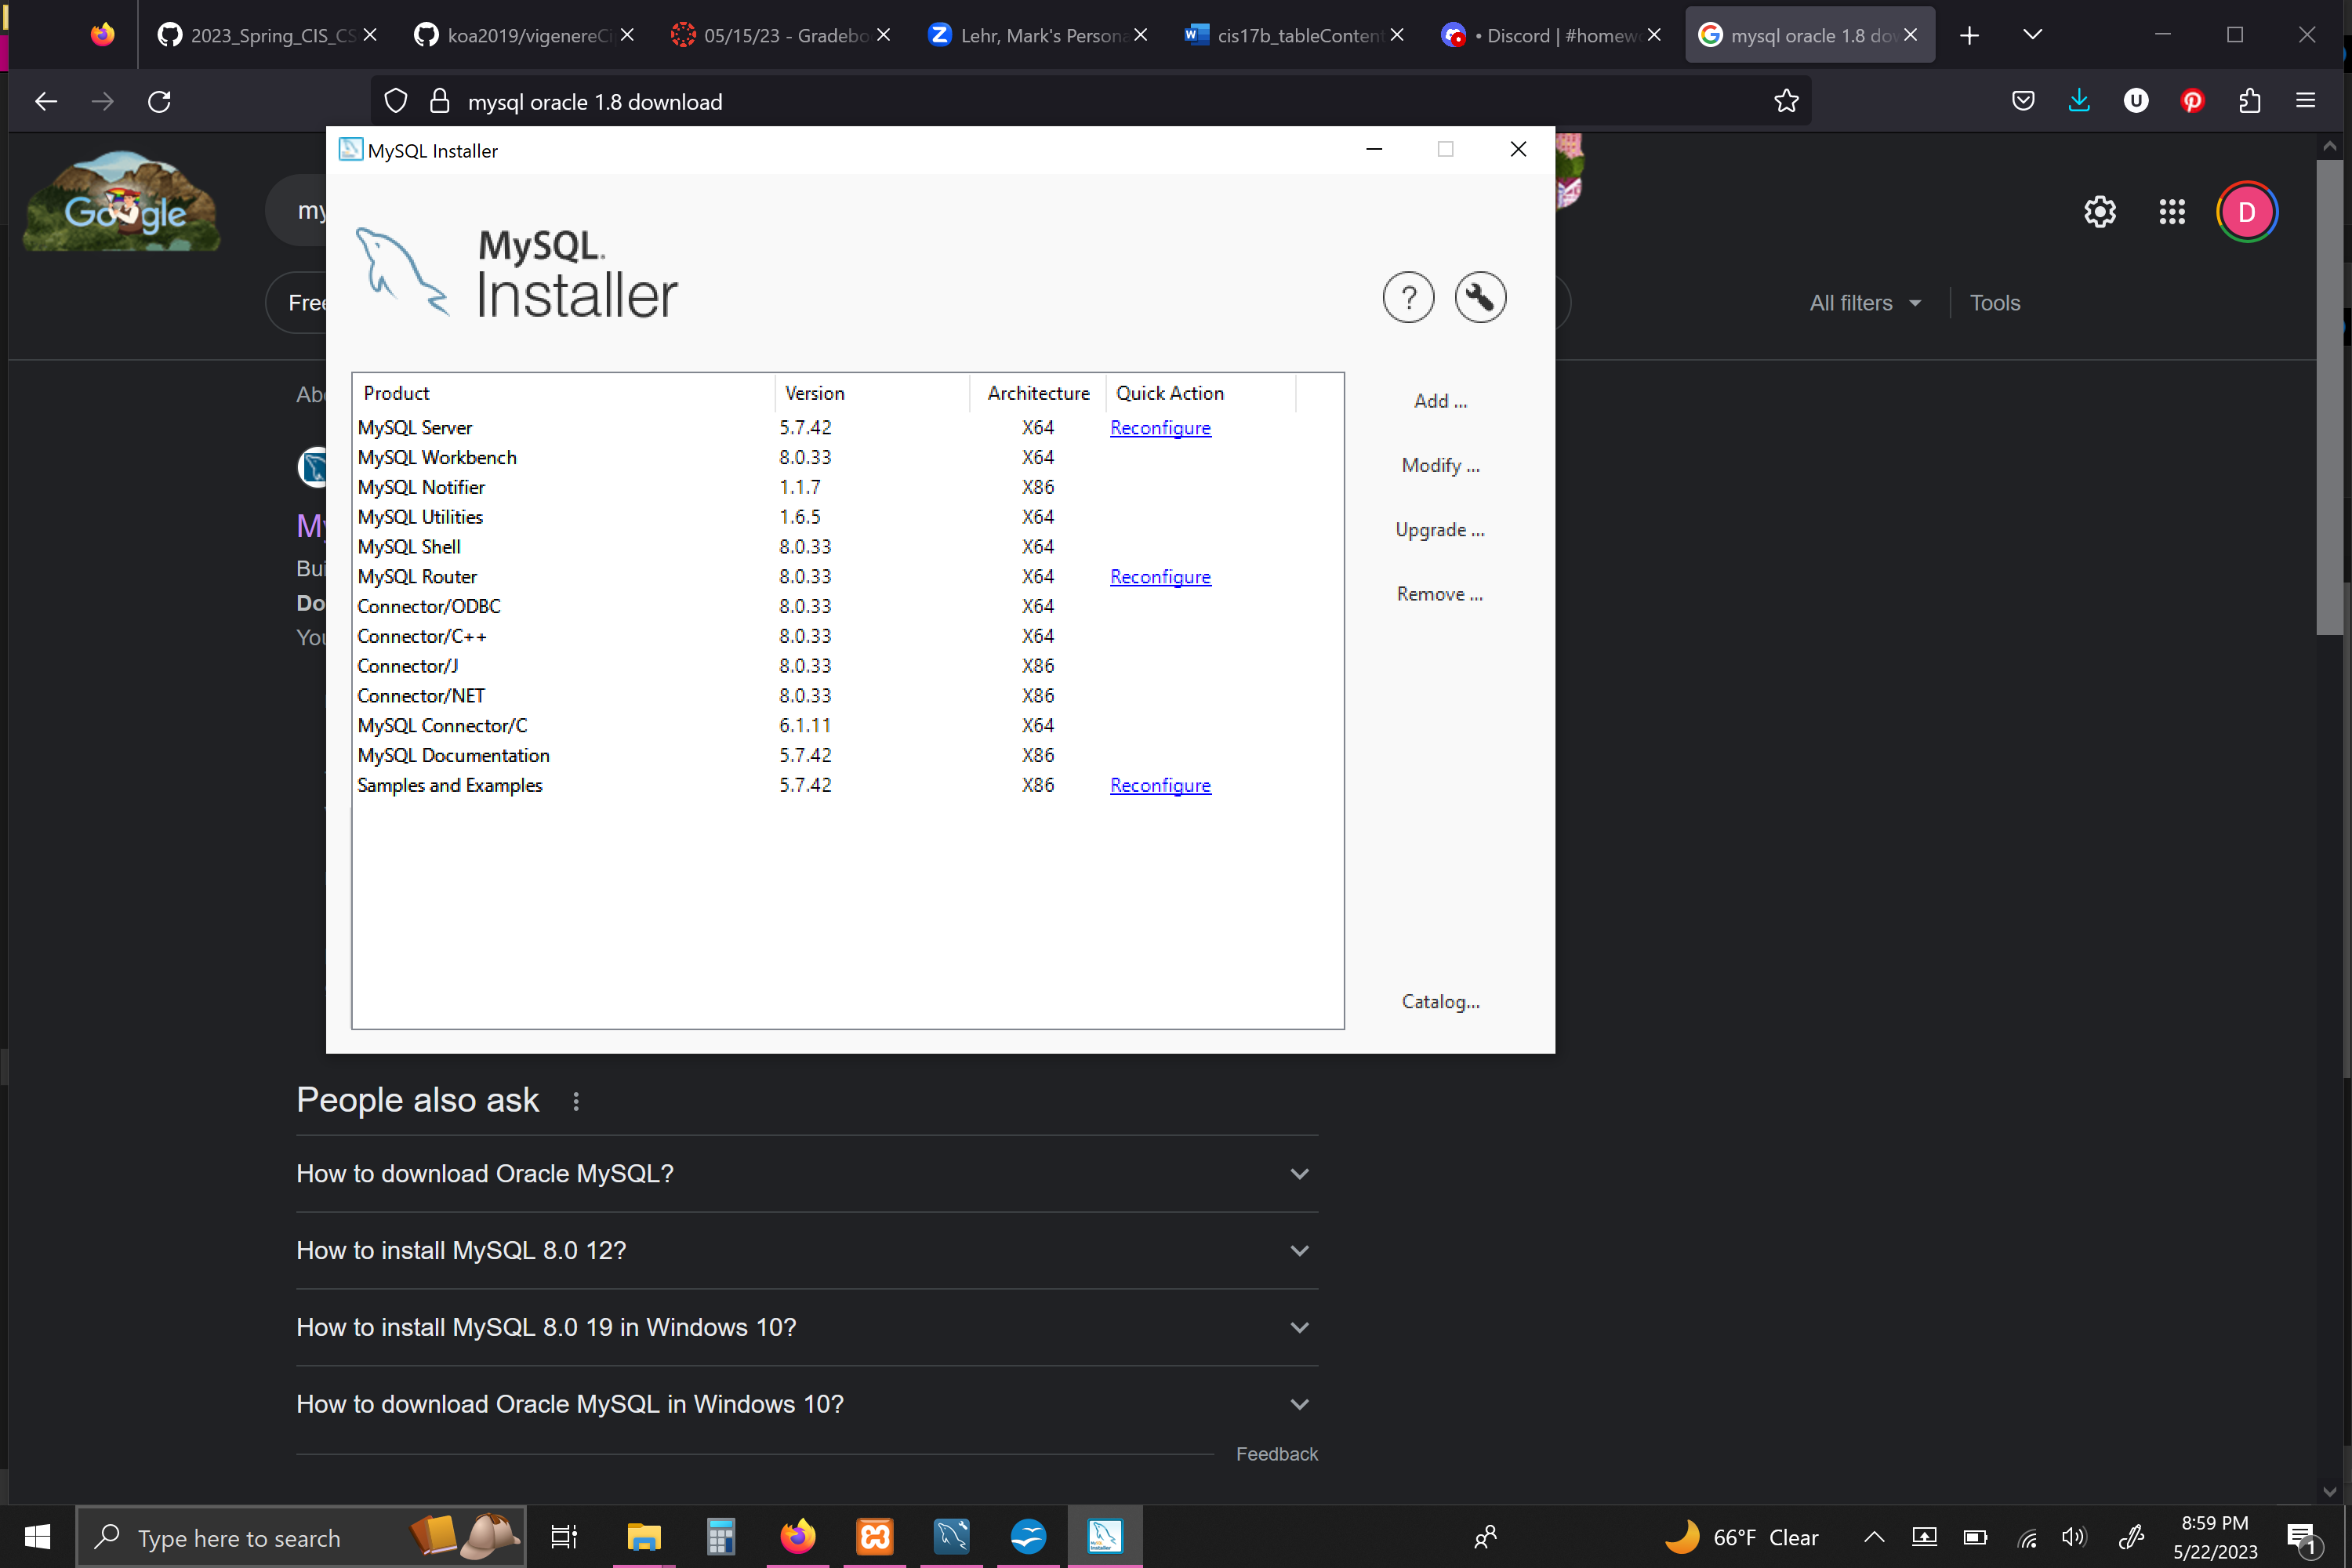 2023_Spring_CIS_CS
koa2019/vigenereCi
05/15/23 - Gradebo
Lehr, Mark's Persona
cis17b_tableContent
• Discord | #homew
mysql oracle 1.8 dow
mysql oracle 1.8 download
Google
my
D
Free
All filters
Tools
MySQL Installer
MySQL
Installer
Product Version Architecture Quick Action
MySQL Server 5.7.42 X64 Reconfigure
MySQL Workbench 8.0.33 X64
MySQL Notifier 1.1.7 X86
MySQL Utilities 1.6.5 X64
MySQL Shell 8.0.33 X64
MySQL Router 8.0.33 X64 Reconfigure
Connector/ODBC 8.0.33 X64
Connector/C++ 8.0.33 X64
Connector/J 8.0.33 X86
Connector/NET 8.0.33 X86
MySQL Connector/C 6.1.11 X64
MySQL Documentation 5.7.42 X86
Samples and Examples 5.7.42 X86 Reconfigure
Add ...
Modify ...
Upgrade ...
Remove ...
Catalog...
Abo
My
Bui
Do
You
People also ask
How to download Oracle MySQL?
How to install MySQL 8.0 12?
How to install MySQL 8.0 19 in Windows 10?
How to download Oracle MySQL in Windows 10?
Feedback
Type here to search
66°F Clear
8:59 PM
5/22/2023
1